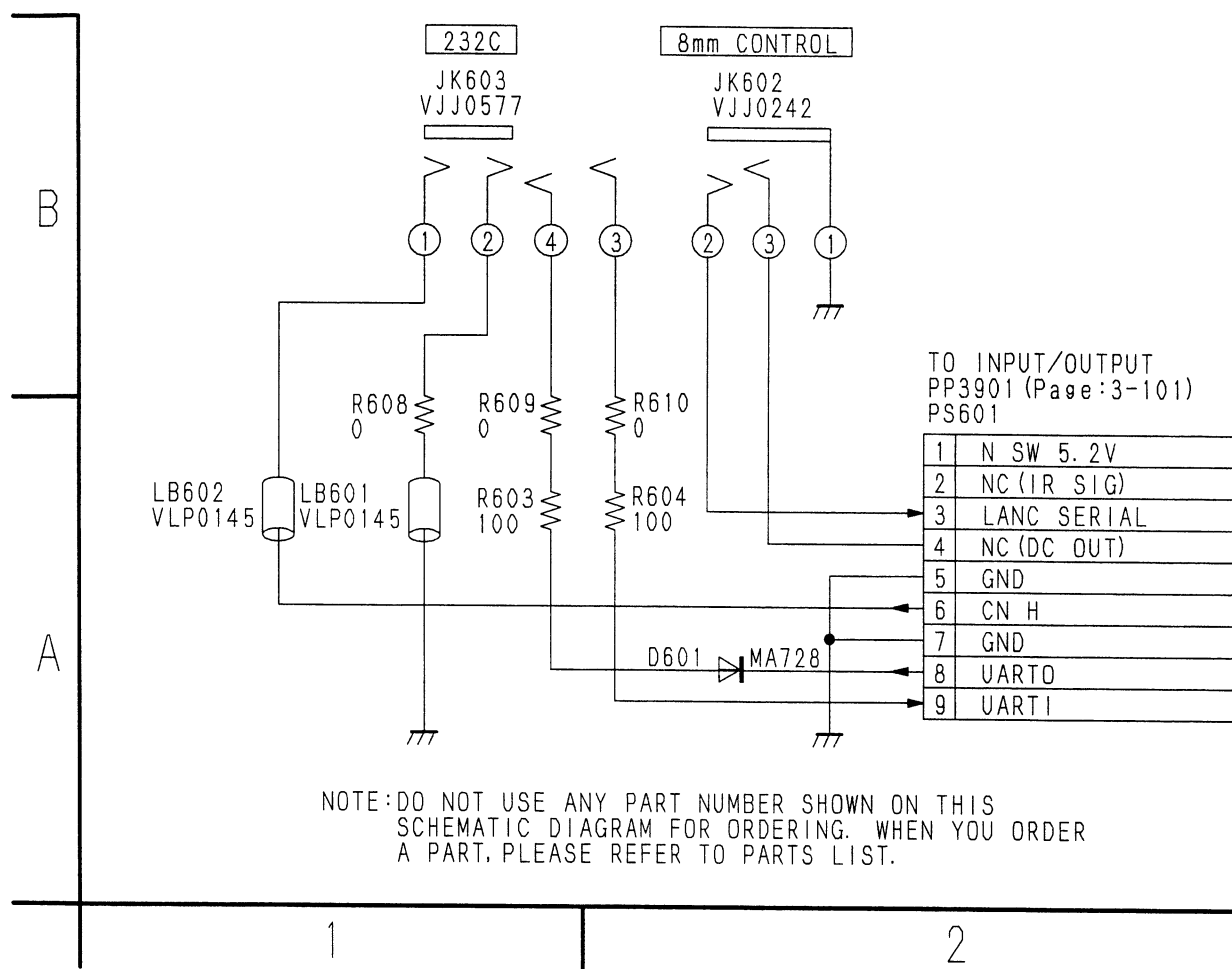 232C
8mm CONTROL
JK603
VJJ0577
JK602
VJJ0242
B
1
2
4
3
2
3
1
TO INPUT/OUTPUT
PP3901(Page:3-101)
PS601
R608
0
R609
0
R610
0
LB602
VLP0145
LB601
VLP0145
R603
100
R604
100
1 N SW 5.2V
2 NC(IR SIG)
3 LANC SERIAL
4 NC(DC OUT)
5 GND
6 CN H
7 GND
8 UARTO
9 UARTI
A
D601
MA728
NOTE:DO NOT USE ANY PART NUMBER SHOWN ON THIS
SCHEMATIC DIAGRAM FOR ORDERING. WHEN YOU ORDER
A PART, PLEASE REFER TO PARTS LIST.
1
2